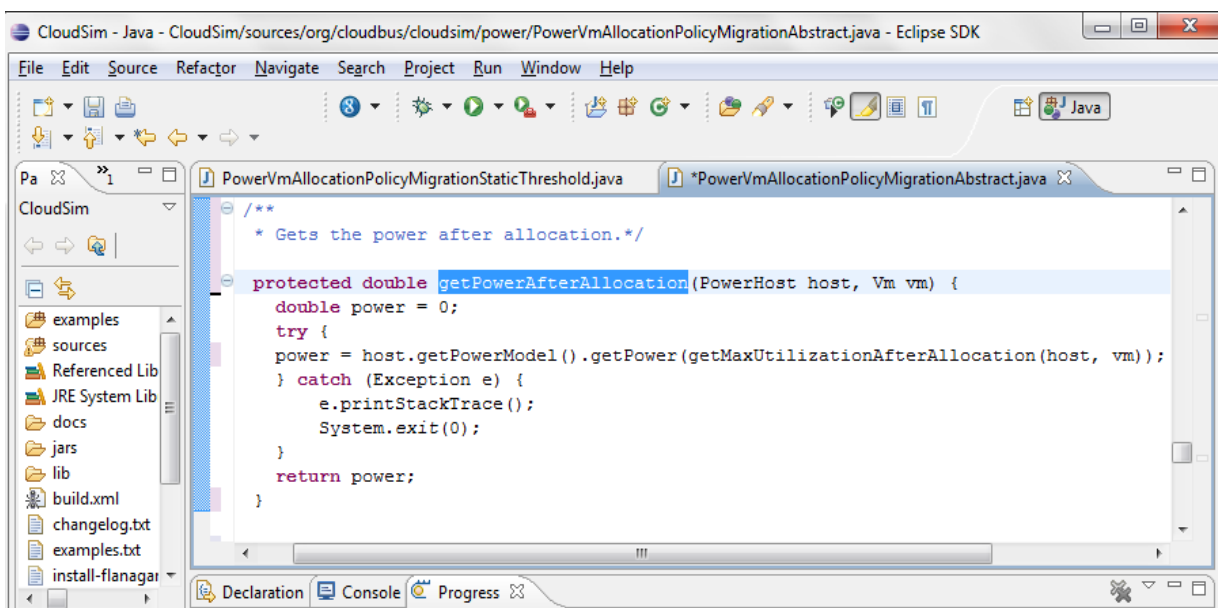 CloudSim - Java - CloudSim/sources/org/cloudbus/cloudsim/power/PowerVmAllocationPolicyMigrationAbstract.java - Eclipse SDK
File Edit Source Refactor Navigate Search Project Run Window Help
Java
Pa
1
PowerVmAllocationPolicyMigrationStaticThreshold.java
*PowerVmAllocationPolicyMigrationAbstract.java
CloudSim
examples
sources
Referenced Lib
JRE System Lib
docs
jars
lib
build.xml
changelog.txt
examples.txt
install-flanagar
/**
* Gets the power after allocation.*/
protected double getPowerAfterAllocation(PowerHost host, Vm vm) {
double power = 0;
try {
power = host.getPowerModel().getPower(getMaxUtilizationAfterAllocation(host, vm));
} catch (Exception e) {
e.printStackTrace();
System.exit(0);
}
return power;
}
Declaration Console Progress